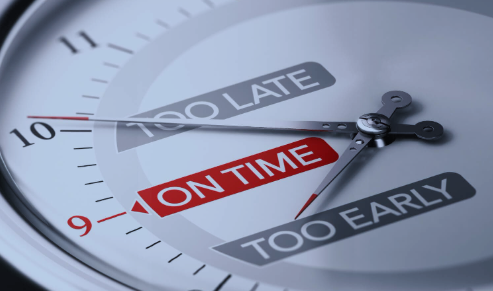 11
TOO LATE
10
ON TIME
9
TOO EARLY